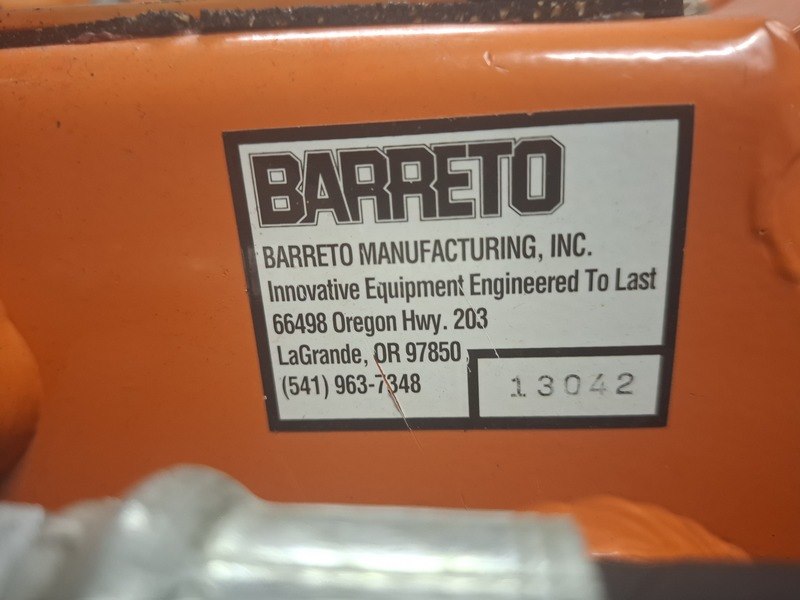 BARRETO
BARRETO MANUFACTURING, INC.
Innovative Equipment Engineered To Last
66498 Oregon Hwy. 203
LaGrande, OR 97850
(541) 963-7348
13042